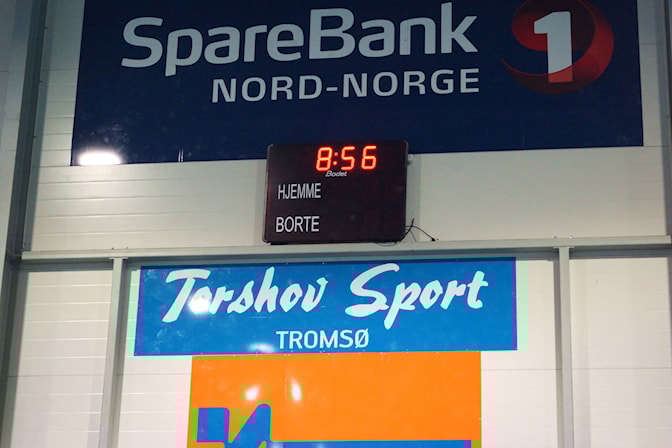 SpareBank 1
NORD-NORGE
8:56
Bodet
HJEMME
BORTE
Torshov Sport
TROMSØ